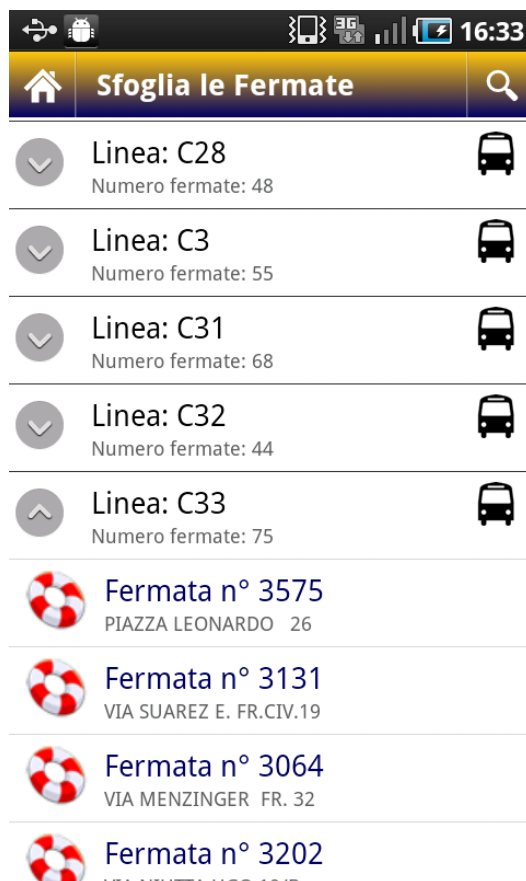 3G
16:33
Sfoglia le Fermate
Linea: C28
Numero fermate: 48
Linea: C3
Numero fermate: 55
Linea: C31
Numero fermate: 68
Linea: C32
Numero fermate: 44
Linea: C33
Numero fermate: 75
Fermata n° 3575
PIAZZA LEONARDO 26
Fermata n° 3131
VIA SUAREZ E. FR.CIV.19
Fermata n° 3064
VIA MENZINGER FR. 32
Fermata n° 3202